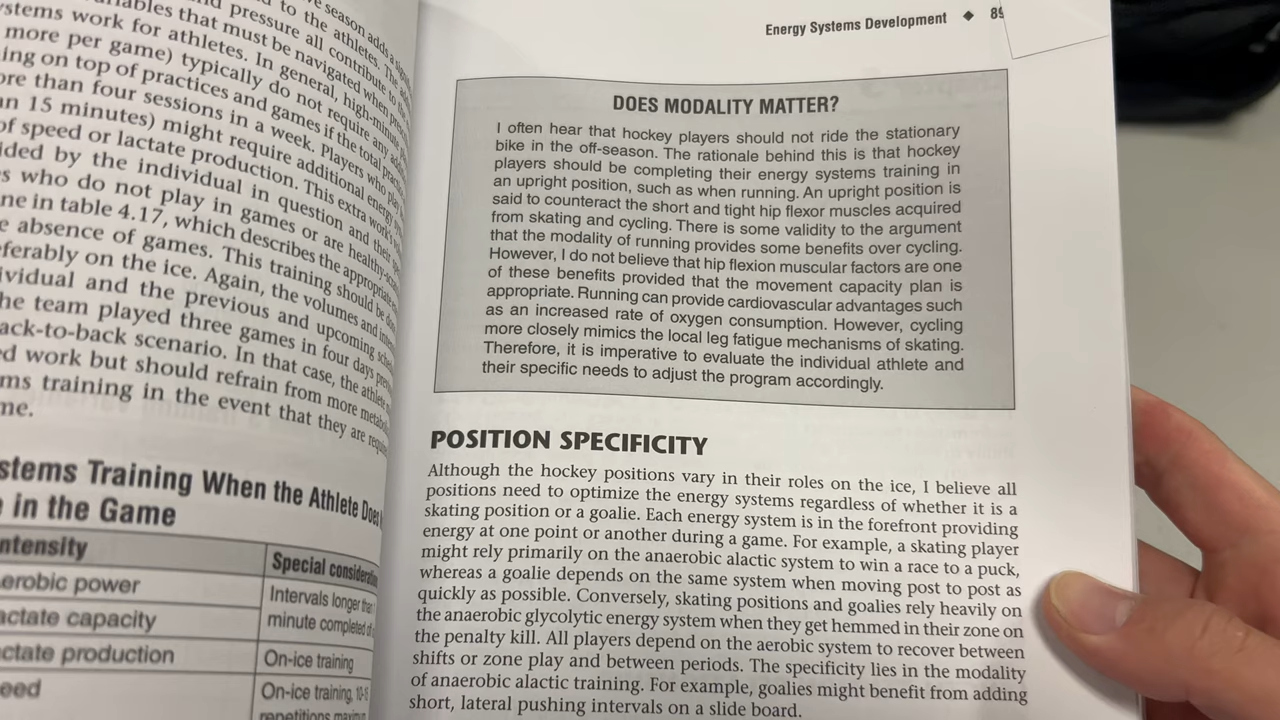 season adds a
to the athletes. The
pressure all contribute to the
that must be navigated when
stems work for athletes. In general, high-minute
more per game) typically do not require any
ing on top of practices and games if the total
ore than four sessions in a week. Players who
n 15 minutes) might require additional energy
of speed or lactate production. This extra work
ided by the individual in question and their
s who do not play in games or are
ne in table 4.17, which describes the appropriate
e absence of games. This training should be
eferably on the ice. Again, the volumes and
ividual and the previous and upcoming
he team played three games in four days
ack-to-back scenario. In that case, the athlete
ed work but should refrain from more
ms training in the event that they are
me.
stems Training When the Athlete Does
in the Game
ntensity
Special
erobic power
Intervals longer
actate capacity
minute completed
actate production
On-ice training
eed
On-ice training,
repetitions
Energy Systems Development ◆ 89
DOES MODALITY MATTER?
I often hear that hockey players should not ride the stationary
bike in the off-season. The rationale behind this is that hockey
players should be completing their energy systems training in
an upright position, such as when running. An upright position is
said to counteract the short and tight hip flexor muscles acquired
from skating and cycling. There is some validity to the argument
that the modality of running provides some benefits over cycling.
However, I do not believe that hip flexion muscular factors are one
of these benefits provided that the movement capacity plan is
appropriate. Running can provide cardiovascular advantages such
as an increased rate of oxygen consumption. However, cycling
more closely mimics the local leg fatigue mechanisms of skating.
Therefore, it is imperative to evaluate the individual athlete and
their specific needs to adjust the program accordingly.
POSITION SPECIFICITY
Although the hockey positions vary in their roles on the ice, I believe all
positions need to optimize the energy systems regardless of whether it is a
skating position or a goalie. Each energy system is in the forefront providing
energy at one point or another during a game. For example, a skating player
might rely primarily on the anaerobic alactic system to win a race to a puck,
whereas a goalie depends on the same system when moving post to post as
quickly as possible. Conversely, skating positions and goalies rely heavily on
the anaerobic glycolytic energy system when they get hemmed in their zone on
the penalty kill. All players depend on the aerobic system to recover between
shifts or zone play and between periods. The specificity lies in the modality
of anaerobic alactic training. For example, goalies might benefit from adding
short, lateral pushing intervals on a slide board.